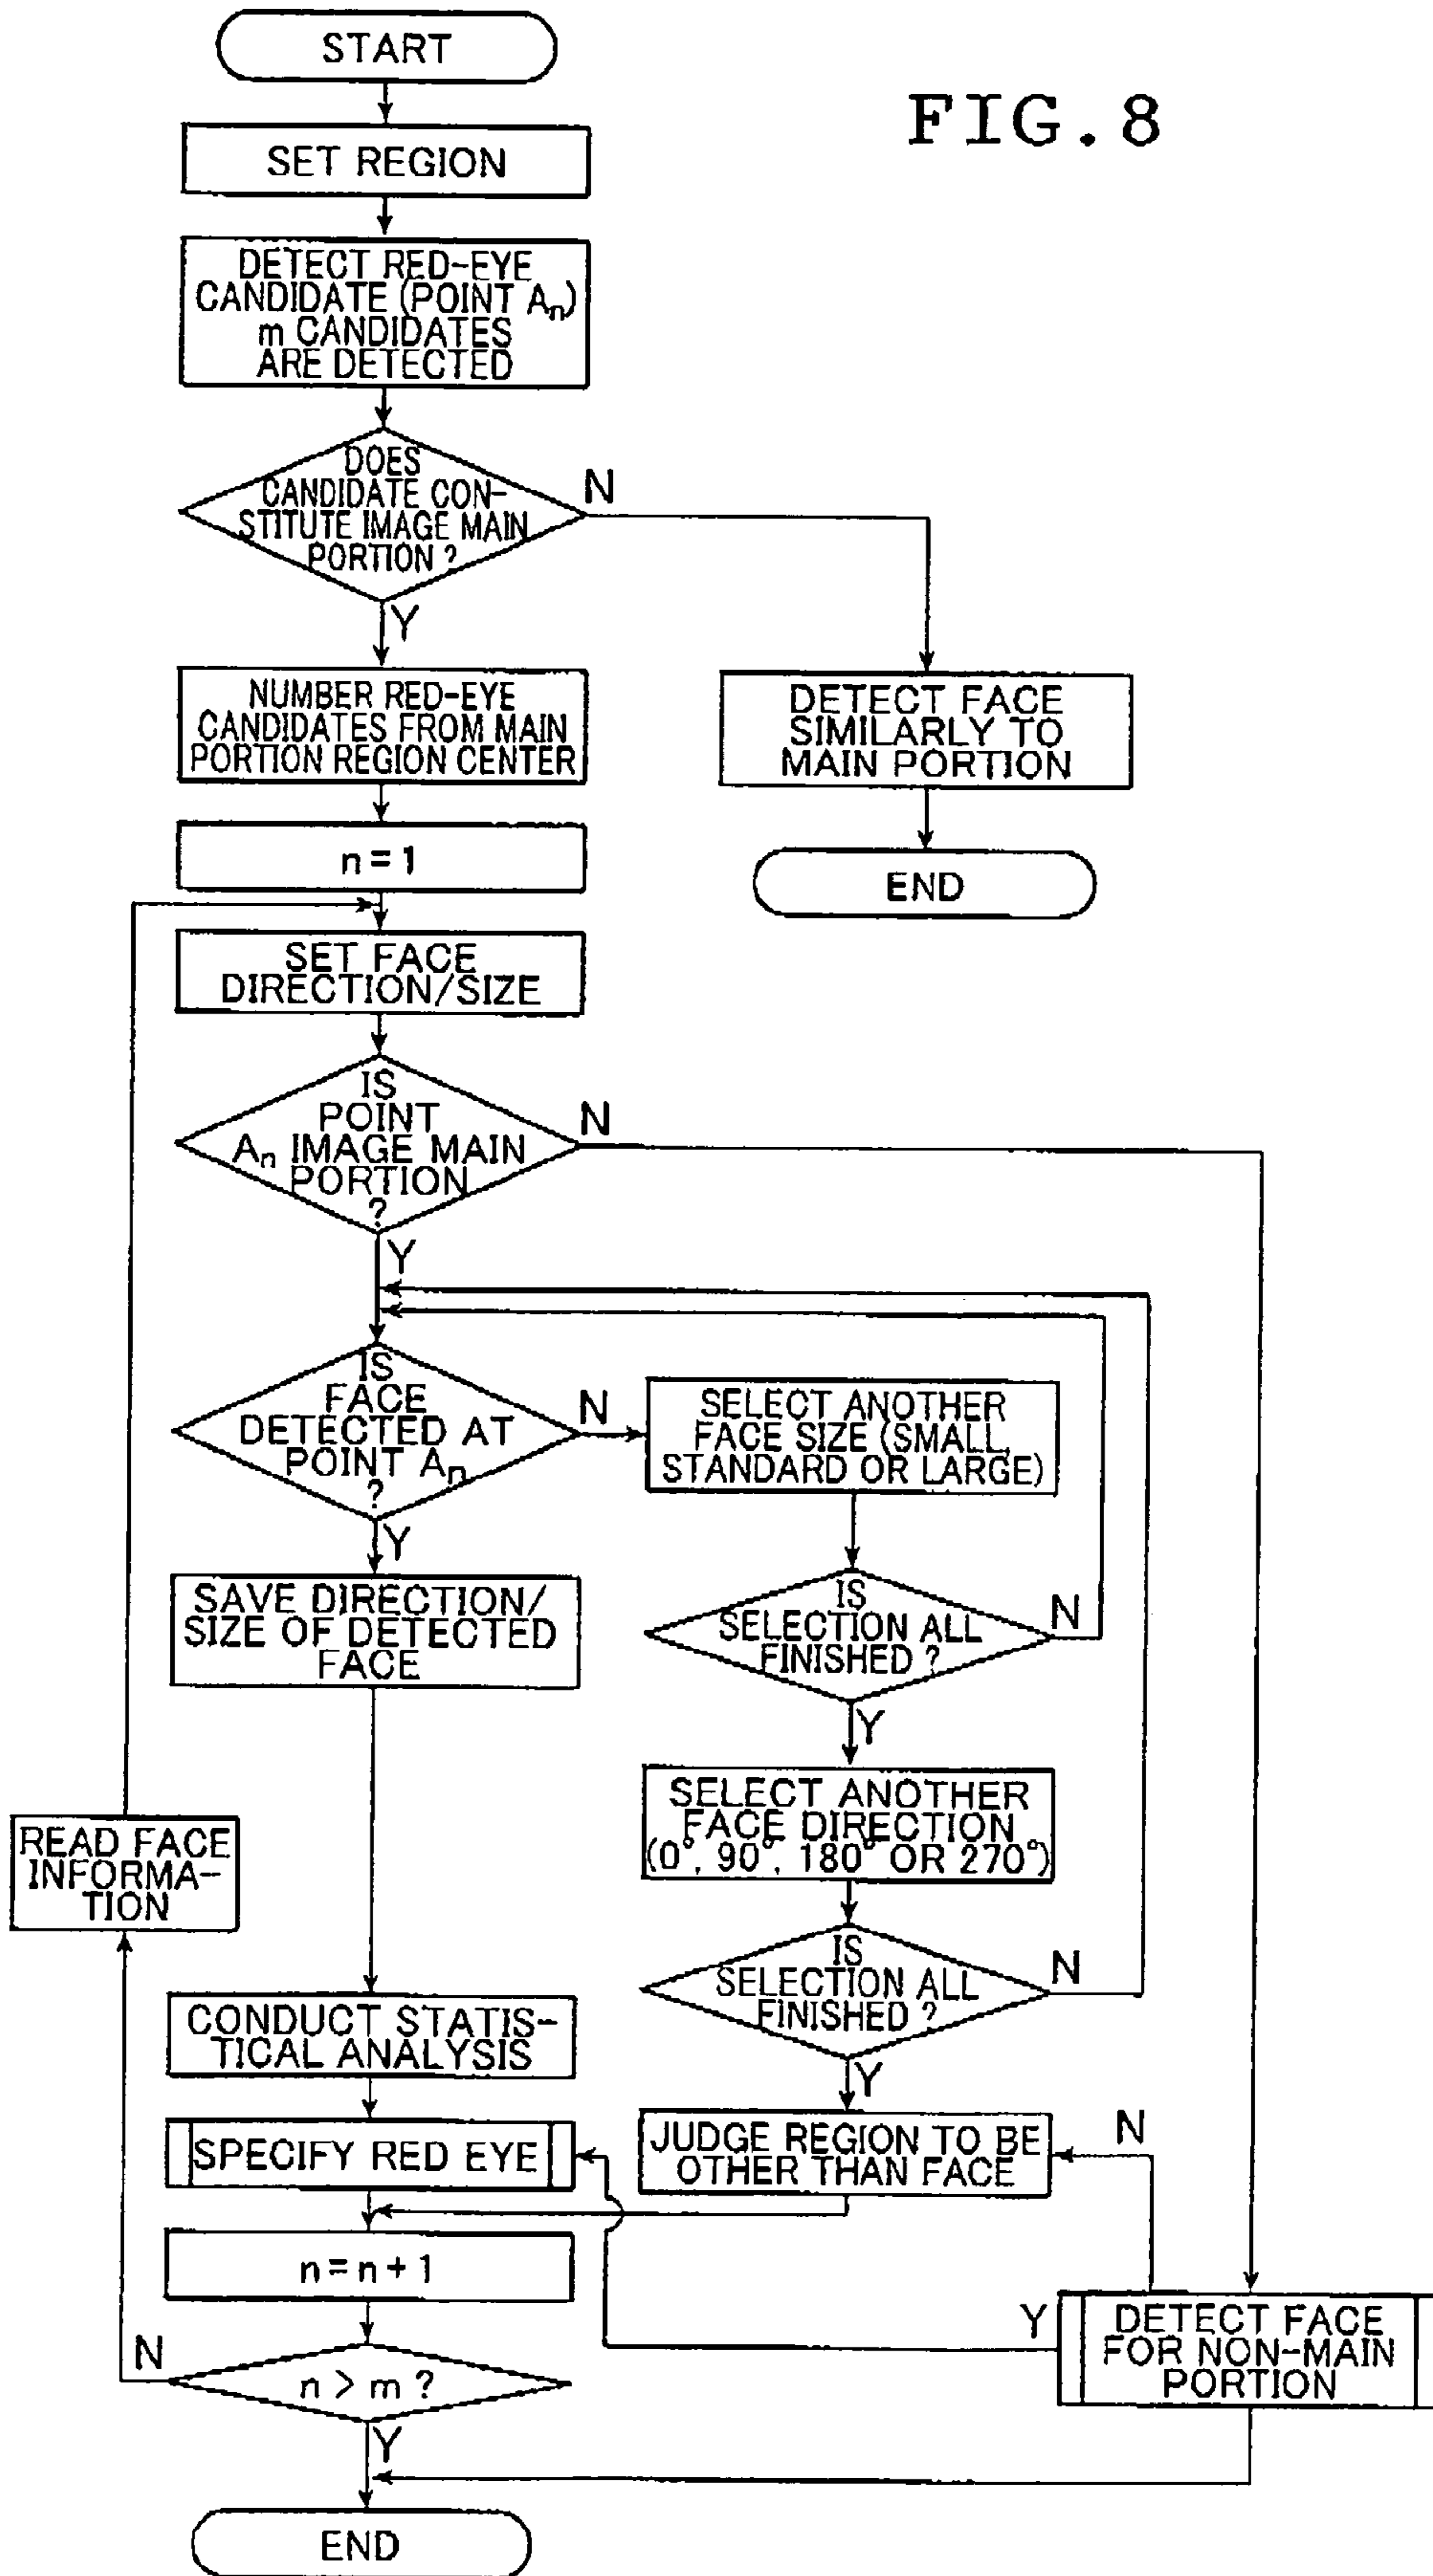 FIG. 8
START
SET REGION
DETECT RED-EYE
CANDIDATE (POINT An)
m CANDIDATES
ARE DETECTED
DOES
CANDIDATE CON-
STITUTE IMAGE MAIN
PORTION ?
N
Y
NUMBER RED-EYE
CANDIDATES FROM MAIN
PORTION REGION CENTER
DETECT FACE
SIMILARLY TO
MAIN PORTION
END
n = 1
SET FACE
DIRECTION/SIZE
IS
POINT
An IMAGE MAIN
PORTION
?
N
Y
IS
FACE
DETECTED AT
POINT An
?
N
Y
SELECT ANOTHER
FACE SIZE (SMALL,
STANDARD OR LARGE)
IS
SELECTION ALL
FINISHED ?
N
Y
SAVE DIRECTION/
SIZE OF DETECTED
FACE
SELECT ANOTHER
FACE DIRECTION
(0°, 90°, 180° OR 270°)
READ FACE
INFORMA-
TION
IS
SELECTION ALL
FINISHED ?
N
Y
CONDUCT STATIS-
TICAL ANALYSIS
SPECIFY RED EYE
JUDGE REGION TO BE
OTHER THAN FACE
N
n = n + 1
Y
DETECT FACE
FOR NON-MAIN
PORTION
n > m ?
N
Y
END